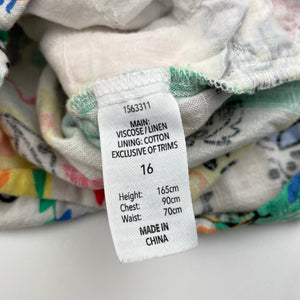 1563311
MAIN:
VISCOSE / LINEN
LINING: COTTON
EXCLUSIVE OF TRIMS
16
Height: 165cm
Chest: 90cm
Waist: 70cm
MADE IN
CHINA